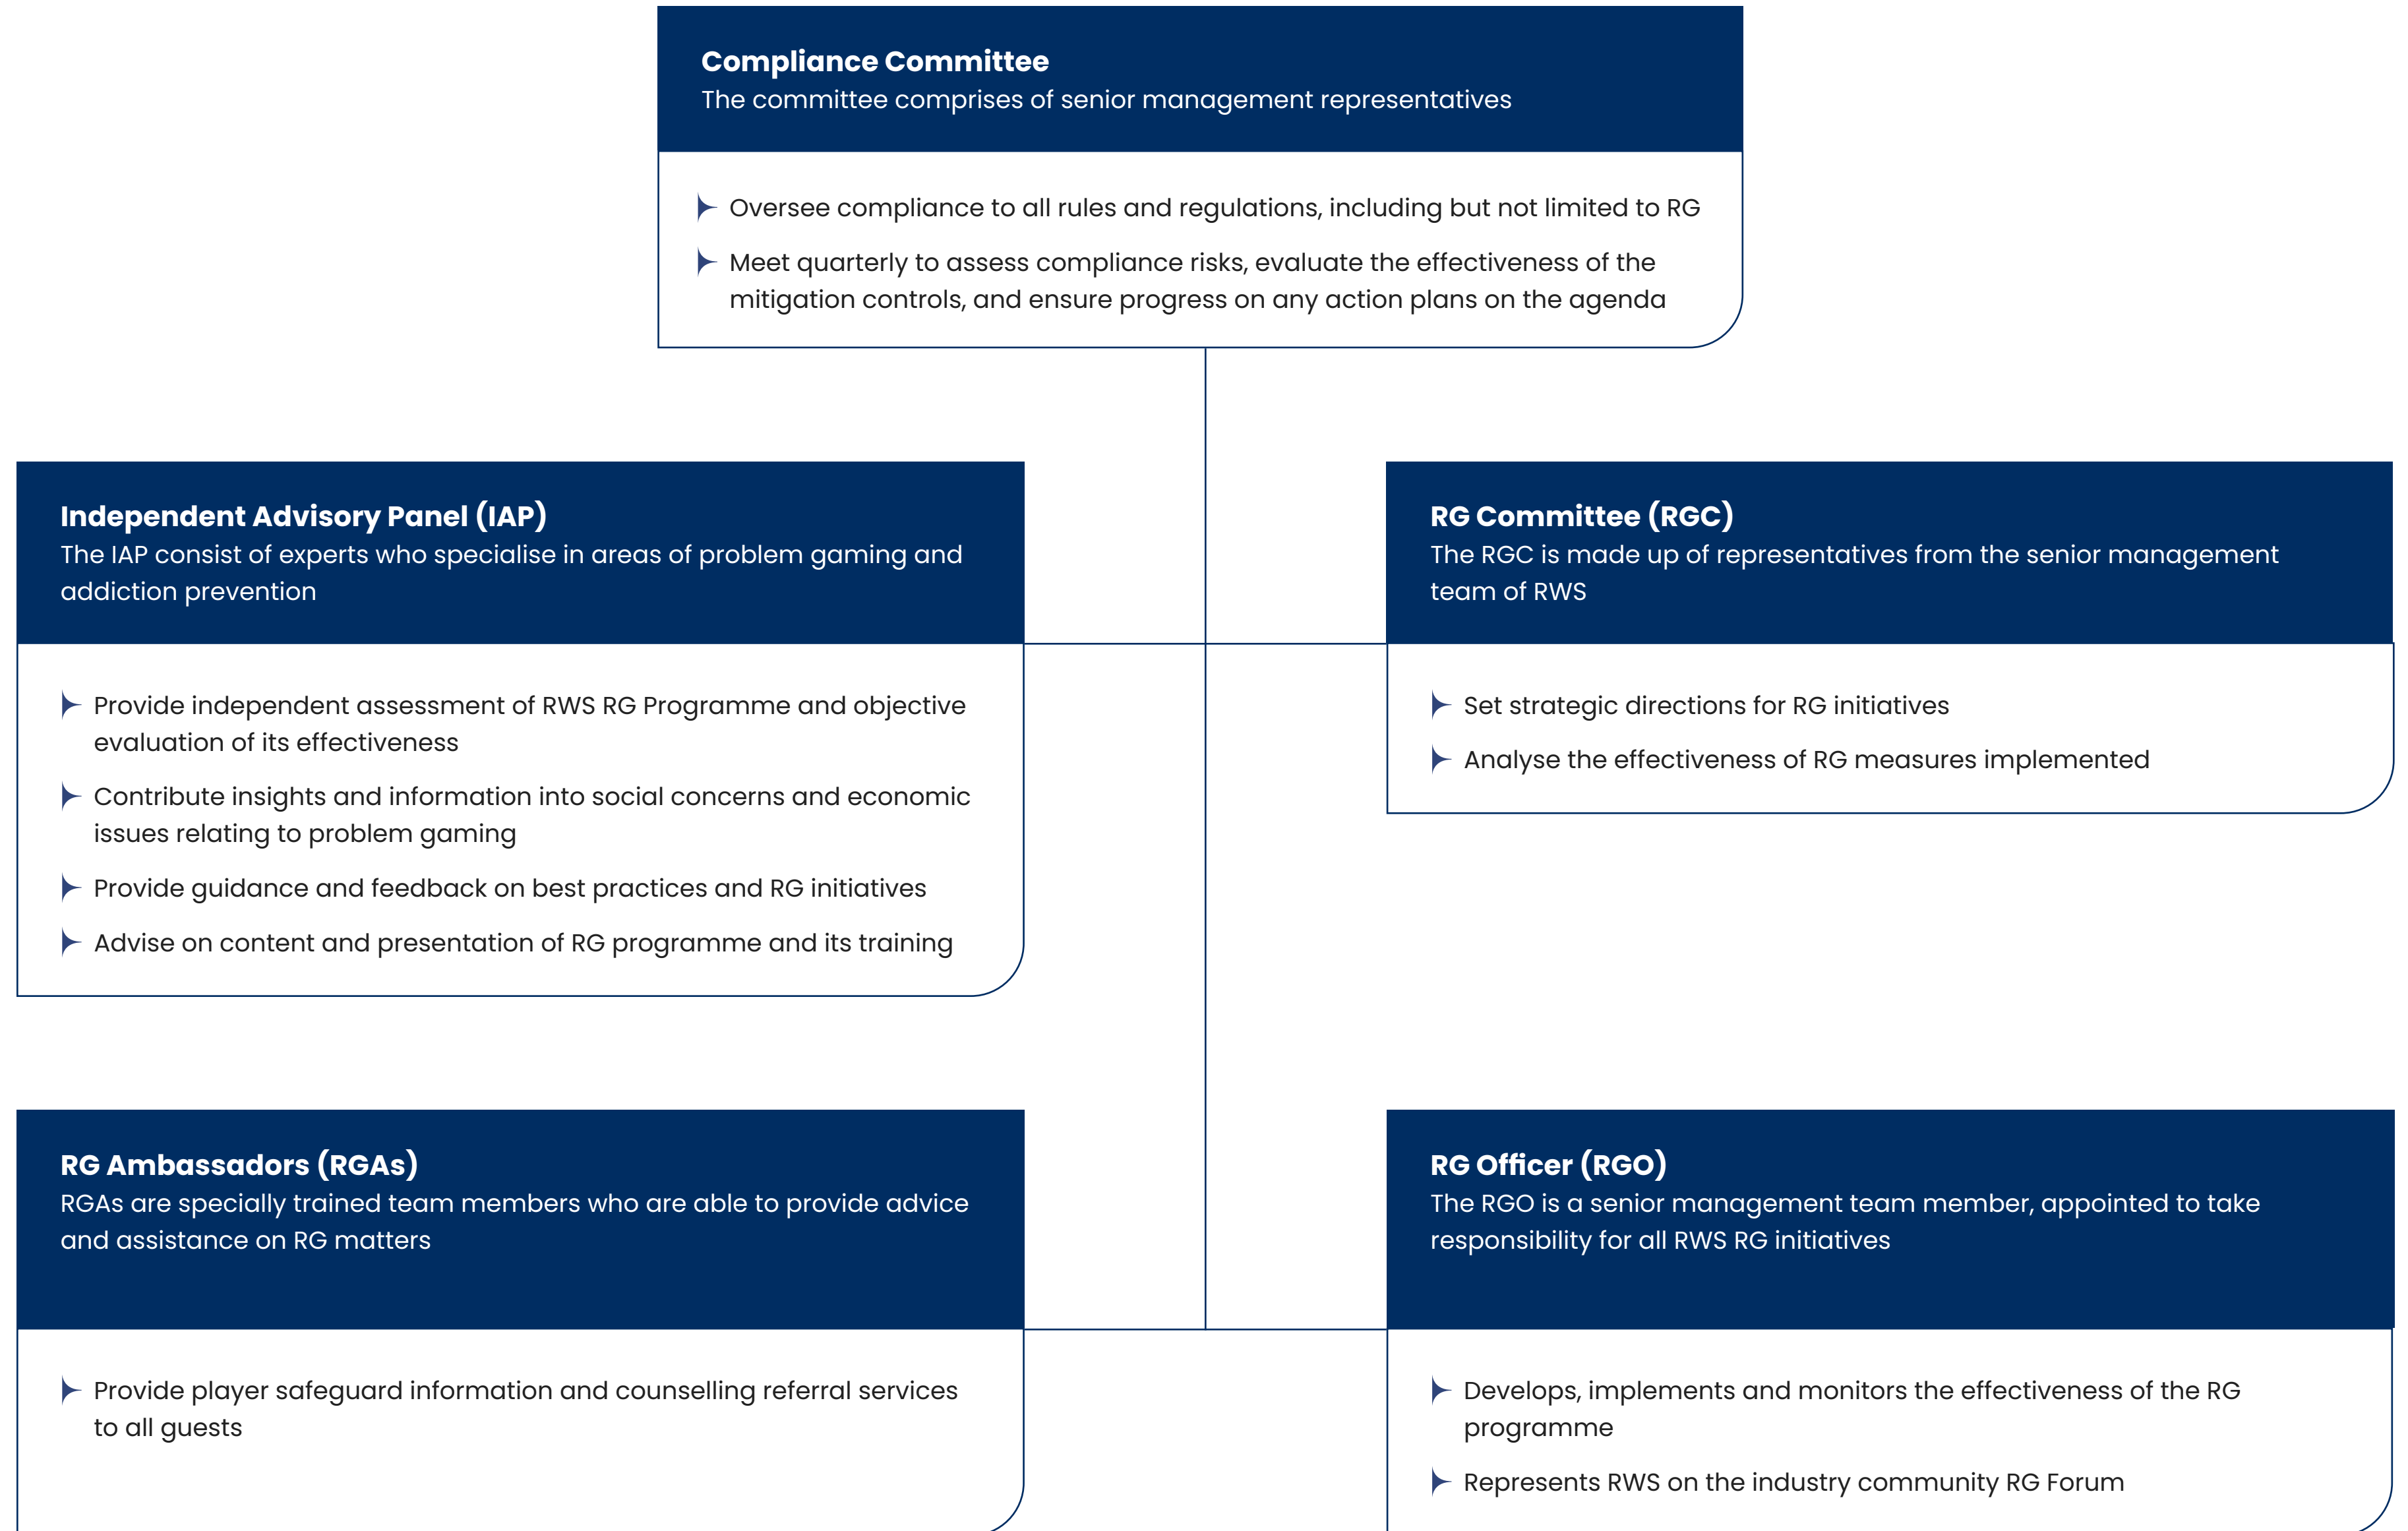 Compliance Committee
The committee comprises of senior management representatives
Oversee compliance to all rules and regulations, including but not limited to RG
Meet quarterly to assess compliance risks, evaluate the effectiveness of the
mitigation controls, and ensure progress on any action plans on the agenda
Independent Advisory Panel (IAP)
The IAP consist of experts who specialise in areas of problem gaming and
addiction prevention
Provide independent assessment of RWS RG Programme and objective
evaluation of its effectiveness
Contribute insights and information into social concerns and economic
issues relating to problem gaming
Provide guidance and feedback on best practices and RG initiatives
Advise on content and presentation of RG programme and its training
RG Committee (RGC)
The RGC is made up of representatives from the senior management
team of RWS
Set strategic directions for RG initiatives
Analyse the effectiveness of RG measures implemented
RG Ambassadors (RGAs)
RGAs are specially trained team members who are able to provide advice
and assistance on RG matters
Provide player safeguard information and counselling referral services
to all guests
RG Officer (RGO)
The RGO is a senior management team member, appointed to take
responsibility for all RWS RG initiatives
Develops, implements and monitors the effectiveness of the RG
programme
Represents RWS on the industry community RG Forum